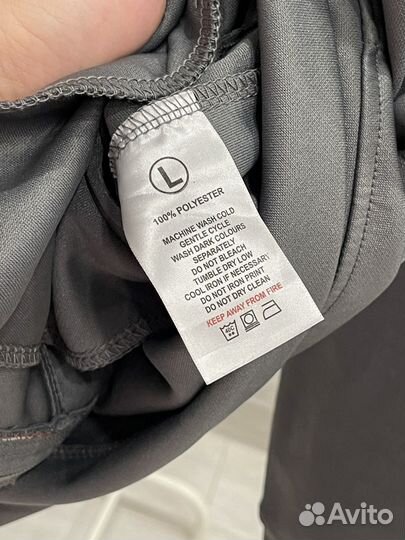 L
100% POLYESTER
MACHINE WASH COLD
GENTLE CYCLE
WASH DARK COLOURS
SEPARATELY
DO NOT BLEACH
TUMBLE DRY LOW
COOL IRON IF NECESSARY
DO NOT IRON PRINT
DO NOT DRY CLEAN
KEEP AWAY FROM FIRE
40C
Avito